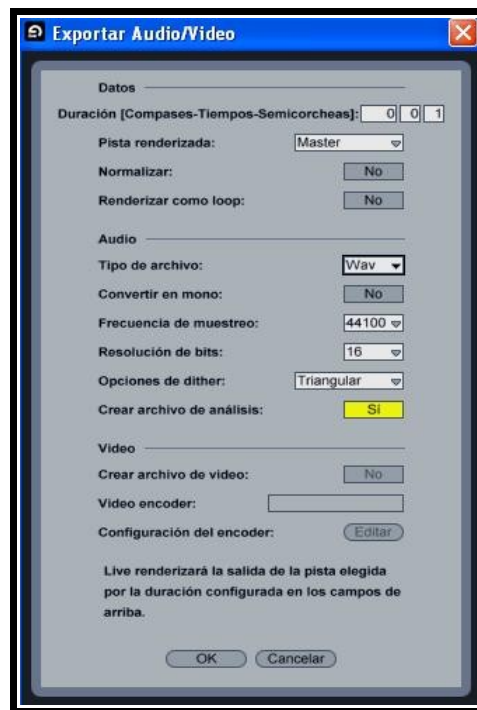 Exportar Audio/Video
Datos
Duración [Compases-Tiempos-Semicorcheas]: 0 0 1
Pista renderizada: Master
Normalizar: No
Renderizar como loop: No
Audio
Tipo de archivo: Wav
Convertir en mono: No
Frecuencia de muestreo: 44100
Resolución de bits: 16
Opciones de dither: Triangular
Crear archivo de análisis: Sí
Video
Crear archivo de video: No
Video encoder:
Configuración del encoder: Editar
Live renderizará la salida de la pista elegida
por la duración configurada en los campos de
arriba.
OK Cancelar